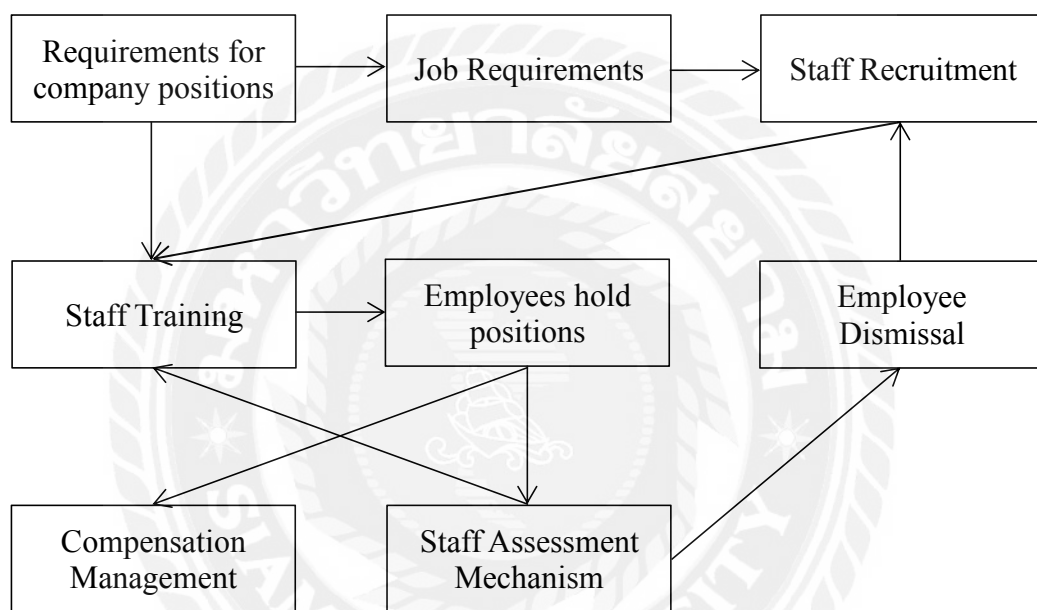 Requirements for
company positions
Job Requirements
Staff Recruitment
Staff Training
Employees hold
positions
Employee
Dismissal
Compensation
Management
Staff Assessment
Mechanism